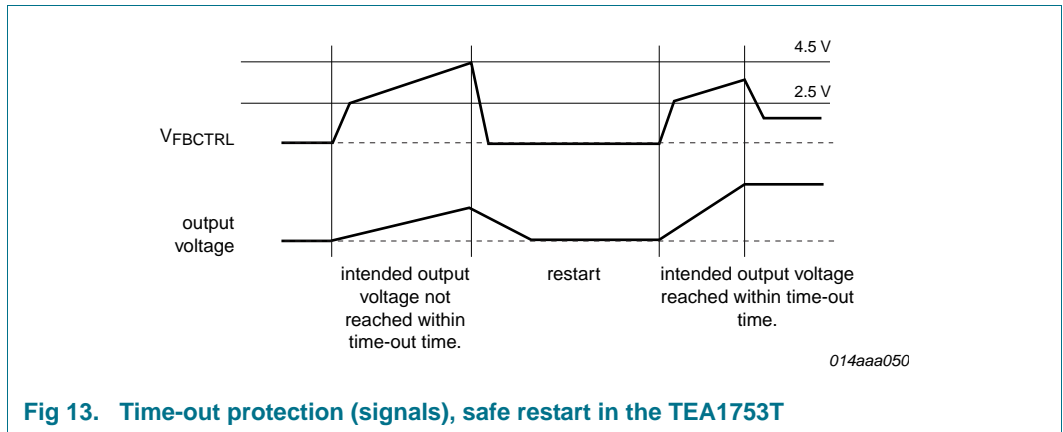 4.5 V
2.5 V
VFBCTRL
output
voltage
intended output
voltage not
reached within
time-out time.
restart
intended output voltage
reached within time-out
time.
014aaa050
Fig 13. Time-out protection (signals), safe restart in the TEA1753T